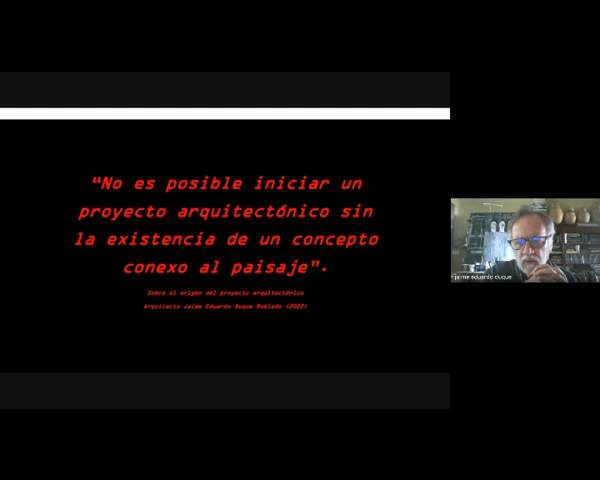 “No es posible iniciar un
proyecto arquitectónico sin
la existencia de un concepto
conexo al paisaje”.
Sobre el origen del proyecto arquitectónico
Arquitecto Jaime Eduardo Duque Robledo (2022)
jaime eduardo duque